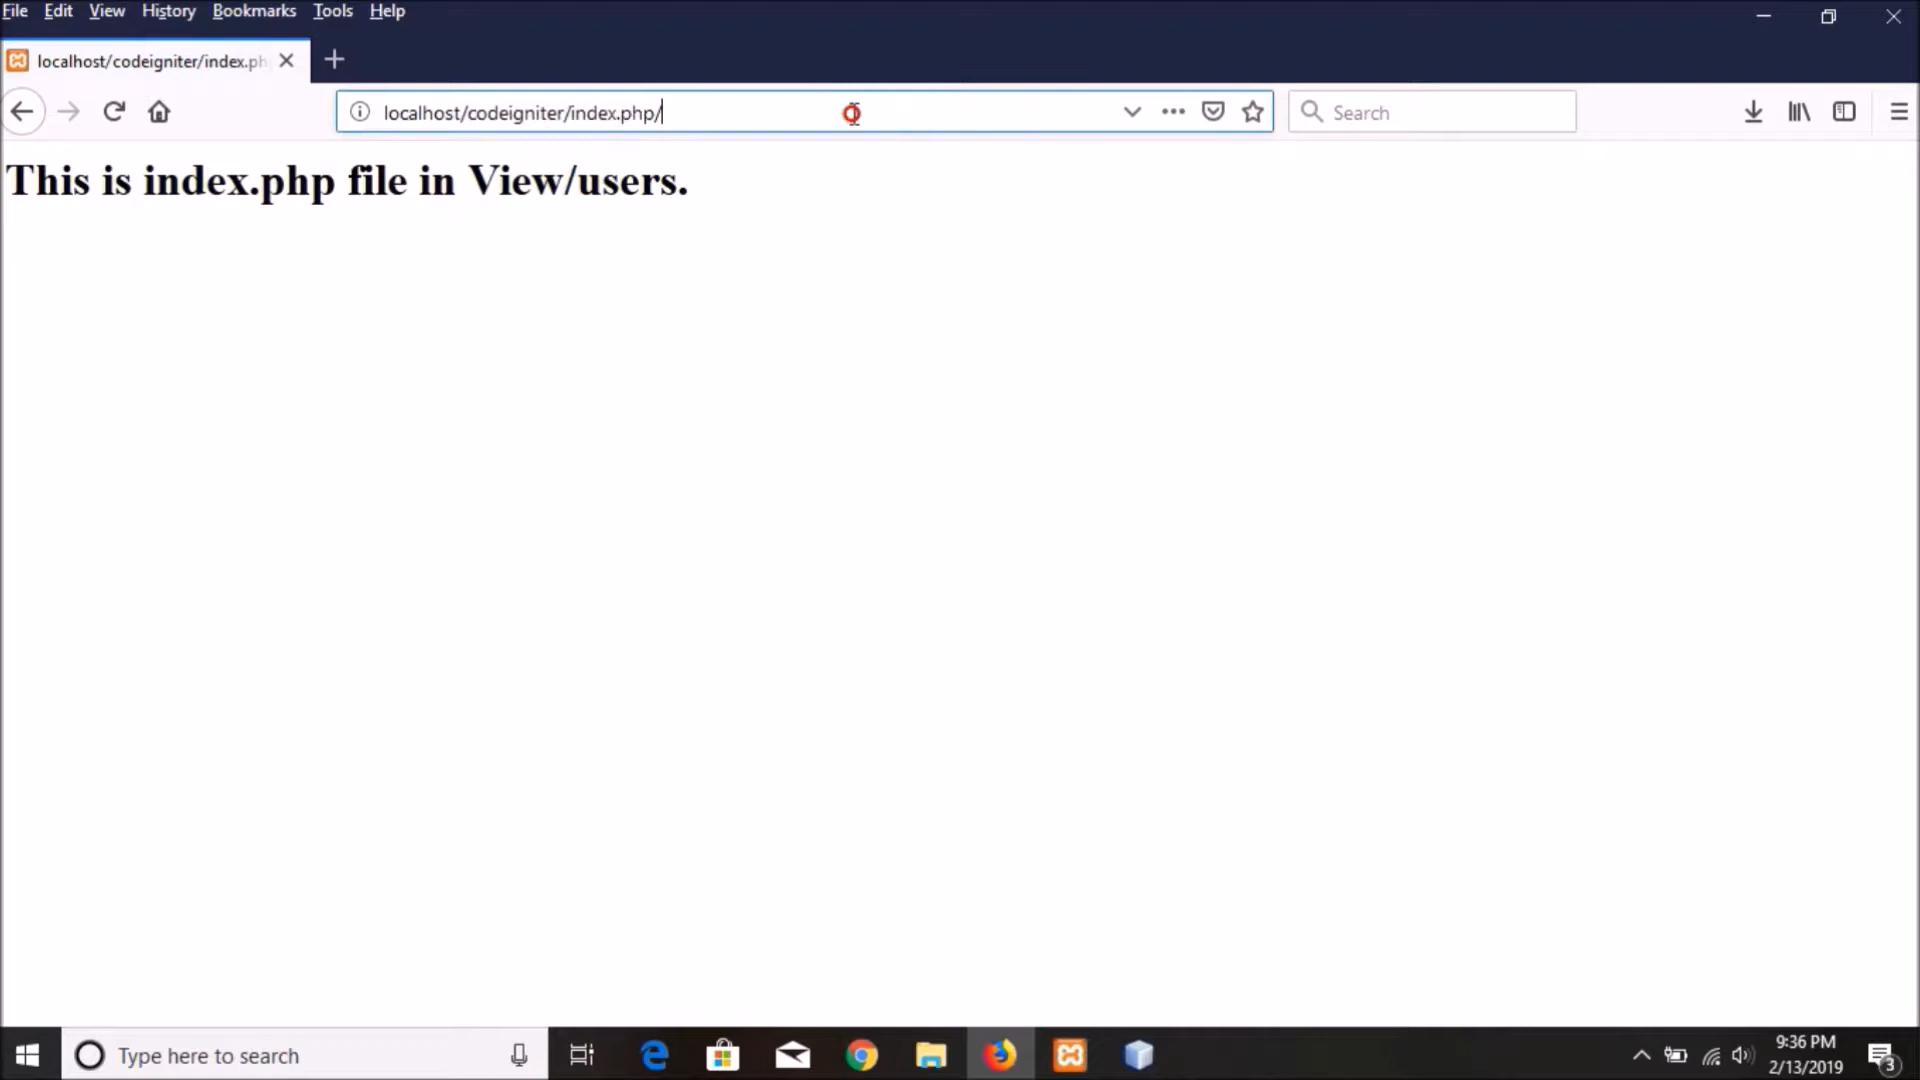 File Edit View History Bookmarks Tools Help
localhost/codeigniter/index.ph
localhost/codeigniter/index.php/
Search
This is index.php file in View/users.
Type here to search
9:36 PM
2/13/2019
3